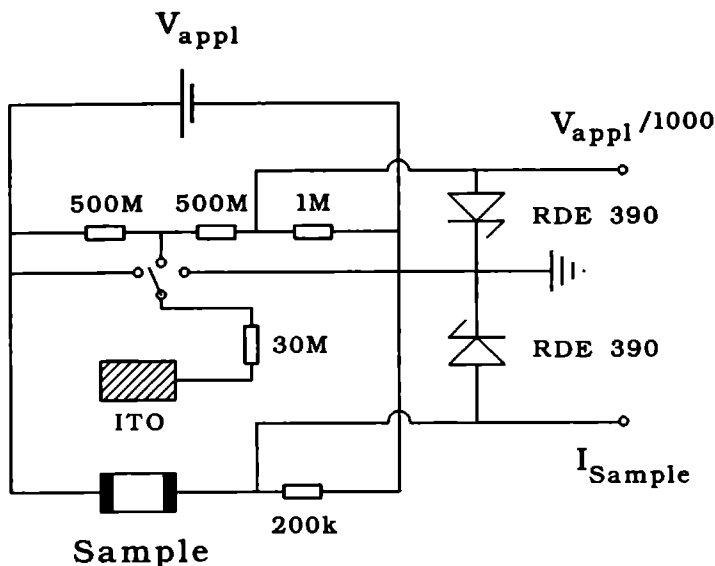 V_appl
V_appl/1000
500M 500M 1M
RDE 390
30M
RDE 390
ITO
I_Sample
200k
Sample